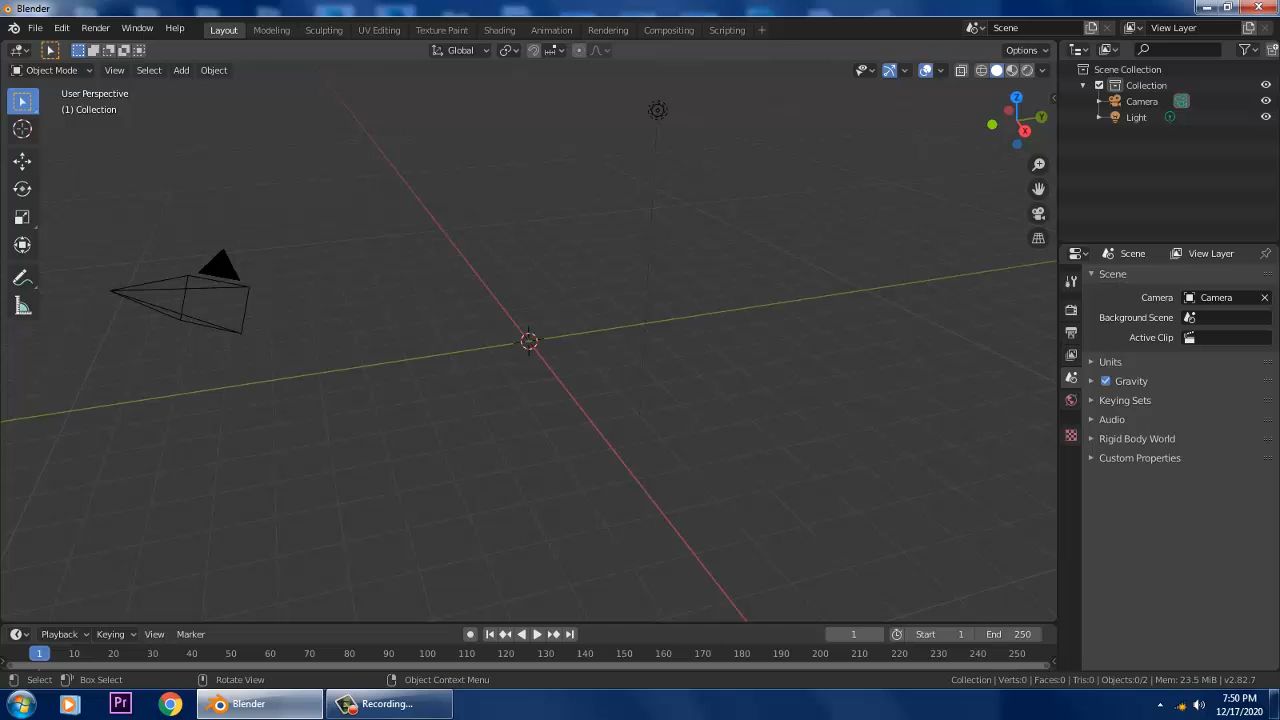 Blender
File Edit Render Window Help
Layout Modeling Sculpting UV Editing Texture Paint Shading Animation Rendering Compositing Scripting +
Scene
View Layer
Global
Options
Object Mode View Select Add Object
User Perspective
(1) Collection
Z
Y
X
Scene Collection
Collection
Camera
Light
Scene View Layer
Scene
Camera Camera
Background Scene
Active Clip
Units
Gravity
Keying Sets
Audio
Rigid Body World
Custom Properties
Playback Keying View Marker
1 Start 1 End 250
1 10 20 30 40 50 60 70 80 90 100 110 120 130 140 150 160 170 180 190 200 210 220 230 240 250
Select Box Select Rotate View Object Context Menu
Collection | Verts:0 | Faces:0 | Tris:0 | Objects:0/2 | Mem: 23.5 MiB | v2.82.7
Pr Blender Recording...
7:50 PM
12/17/2020